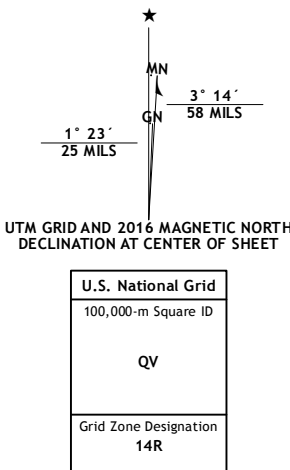 ★
MN
3° 14´
58 MILS
GN
1° 23´
25 MILS
UTM GRID AND 2016 MAGNETIC NORTH
DECLINATION AT CENTER OF SHEET
U.S. National Grid
100,000-m Square ID
QV
Grid Zone Designation
14R